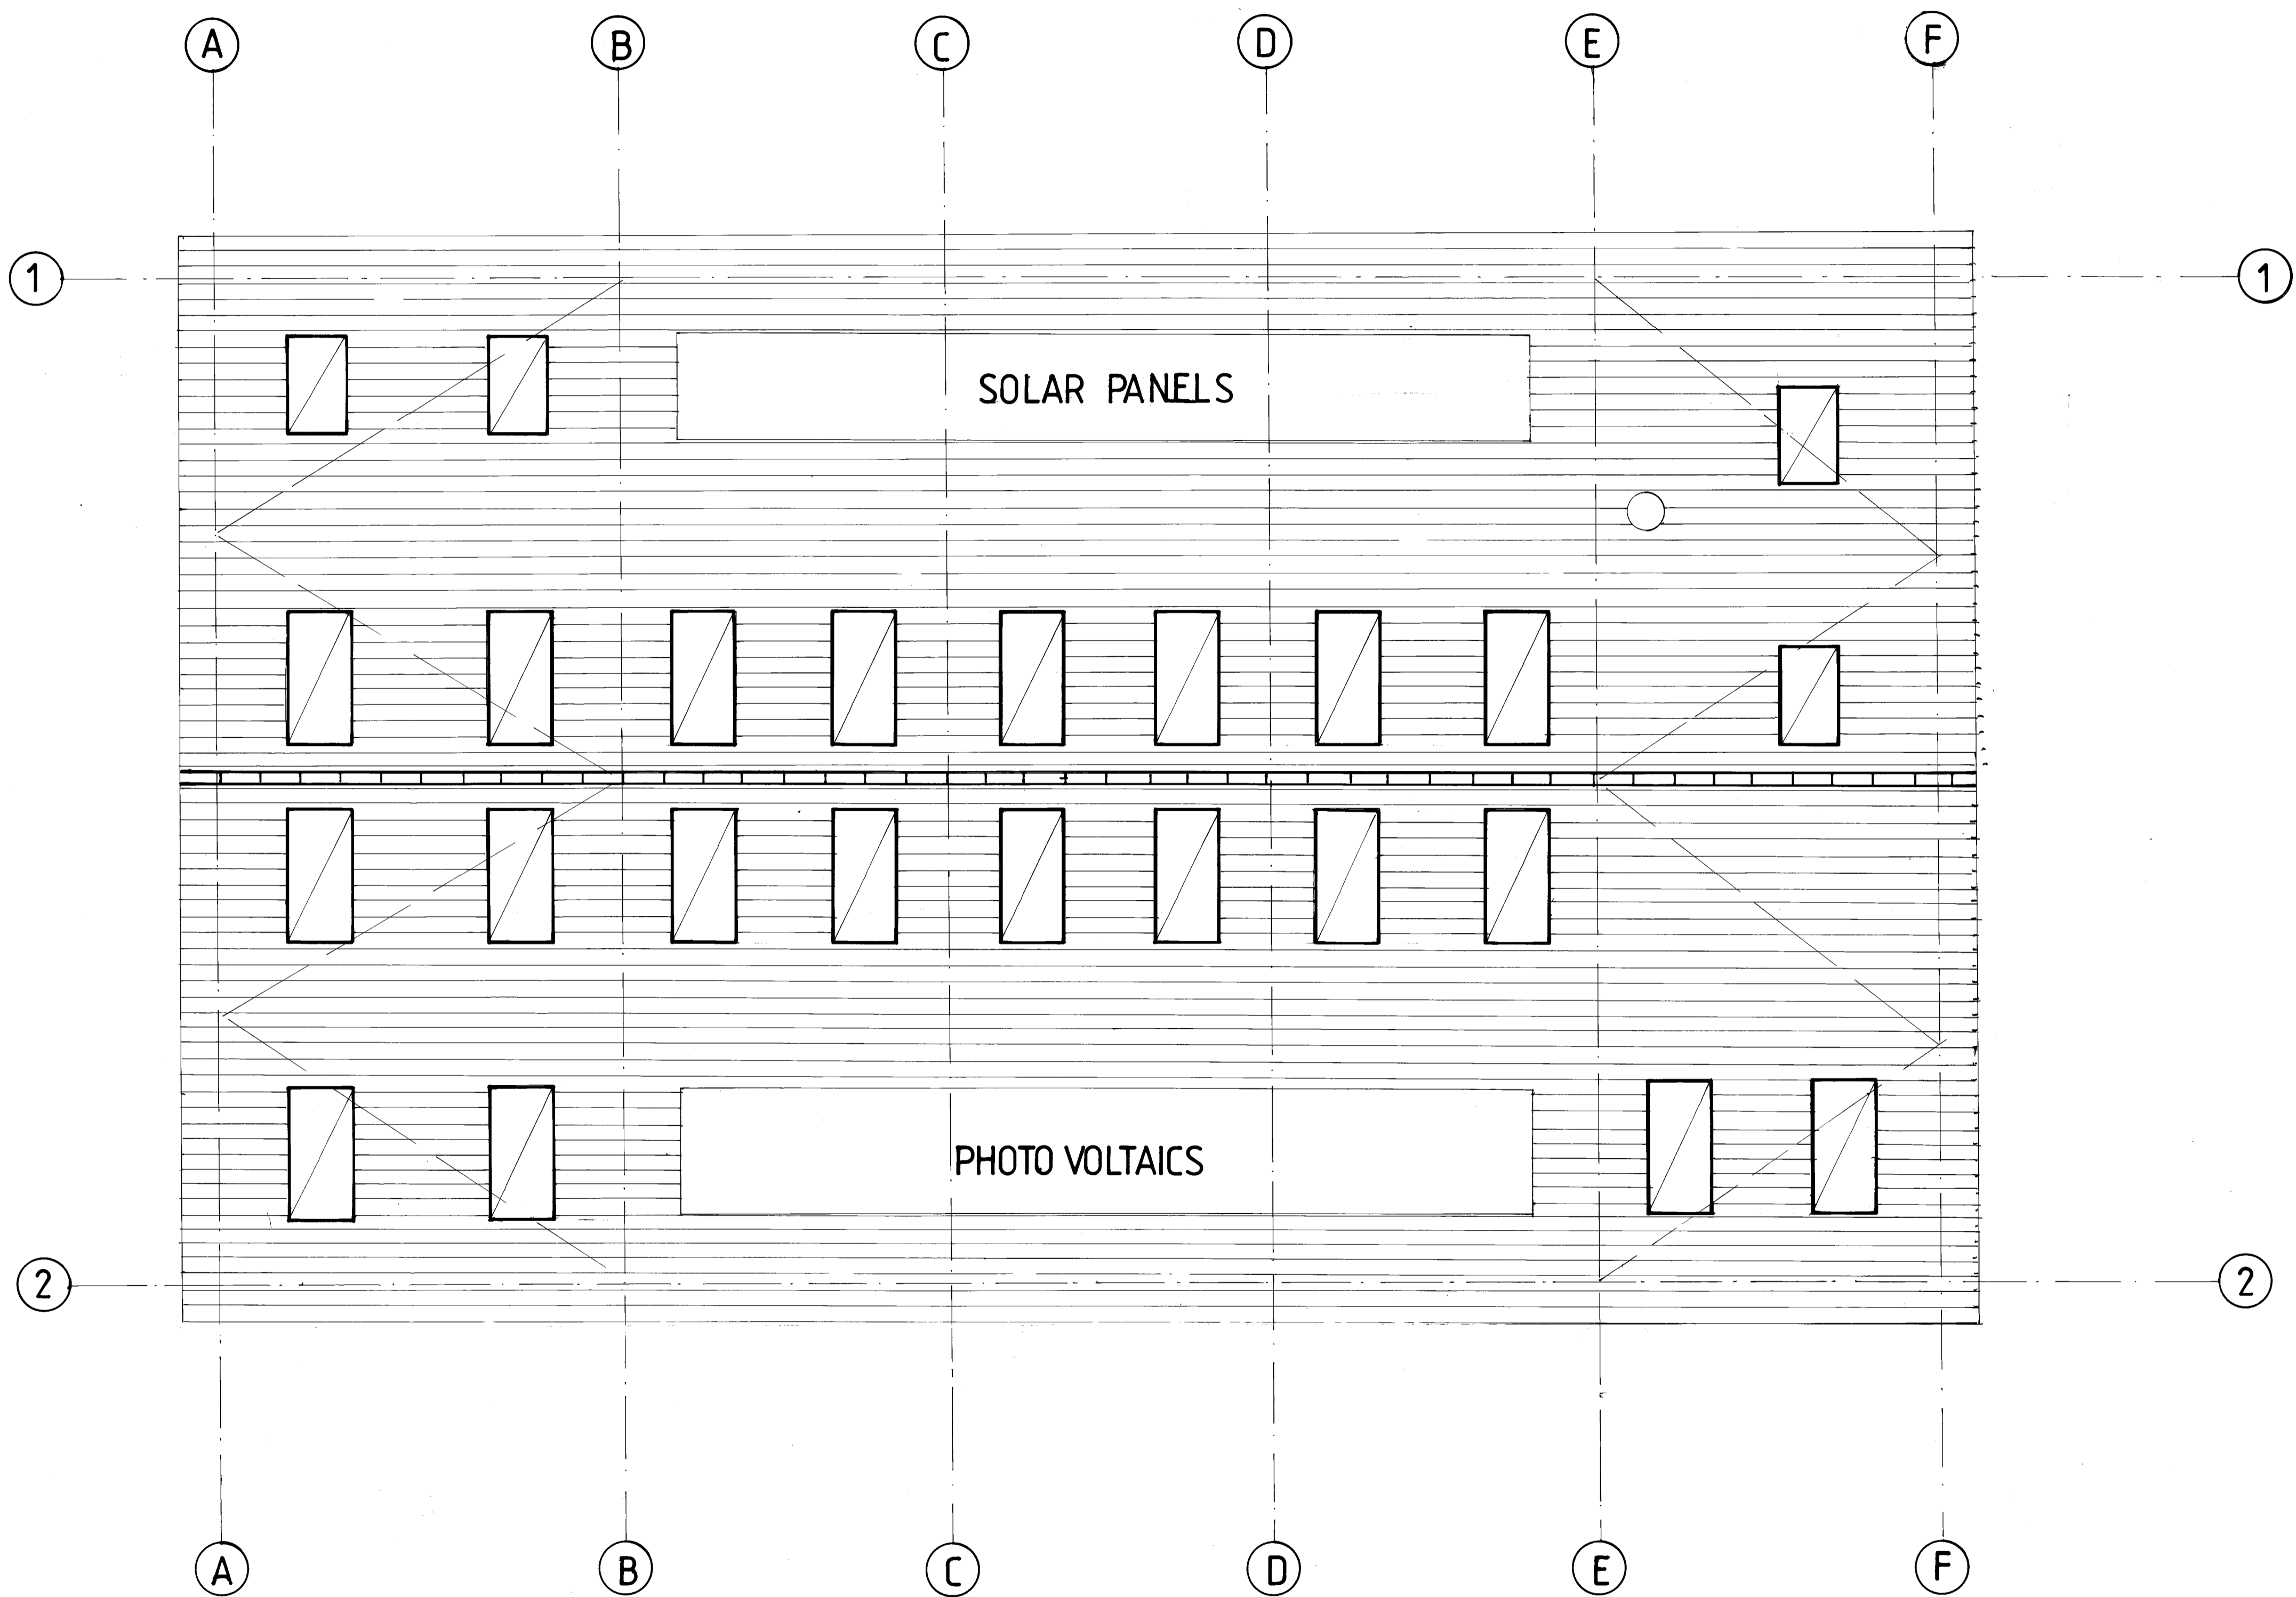 A B C D E F
1 1
SOLAR PANELS
PHOTO VOLTAICS
2 2
A B C D E F